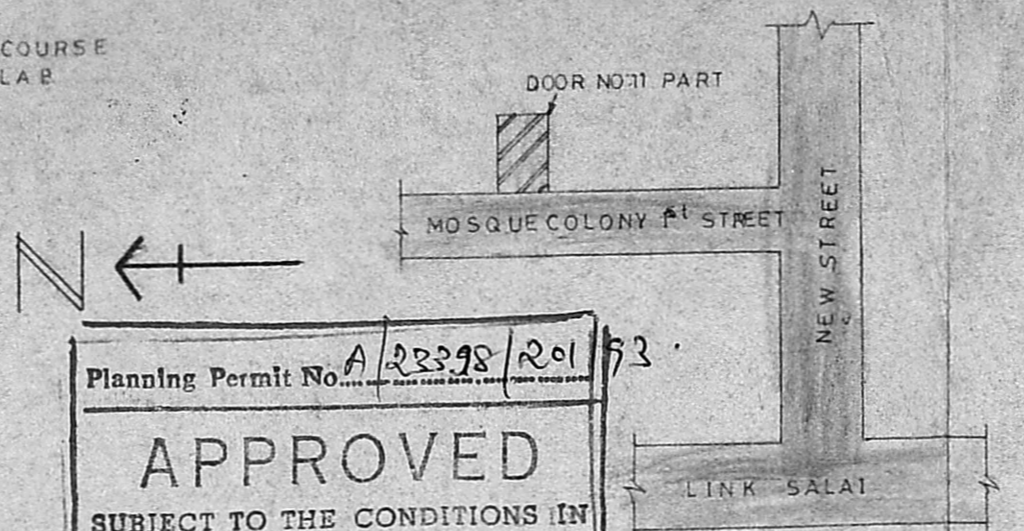 COURSE
LAB
DOOR NO:11 PART
MOSQUE COLONY 1st STREET
NEW STREET
N
Planning Permit No. A/23398/201/93
APPROVED
SUBJECT TO THE CONDITIONS IN
LINK SALAI